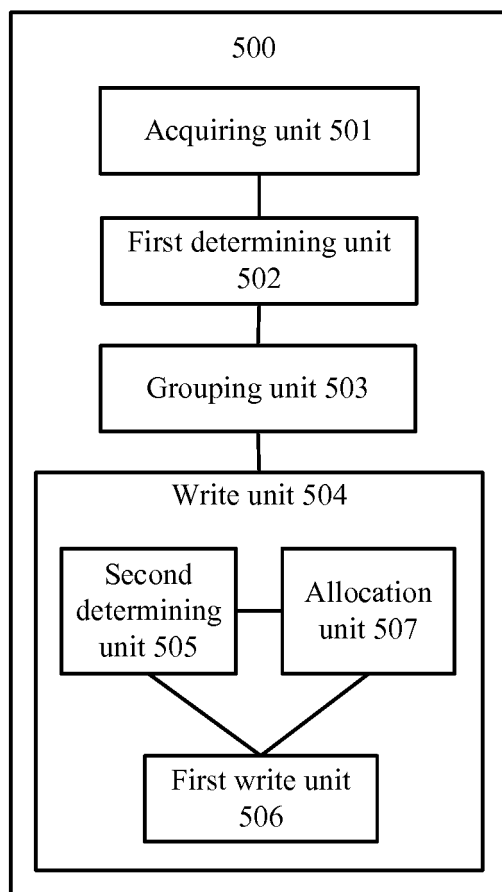 500
Acquiring unit 501
First determining unit
502
Grouping unit 503
Write unit 504
Second
determining
unit 505
Allocation
unit 507
First write unit
506